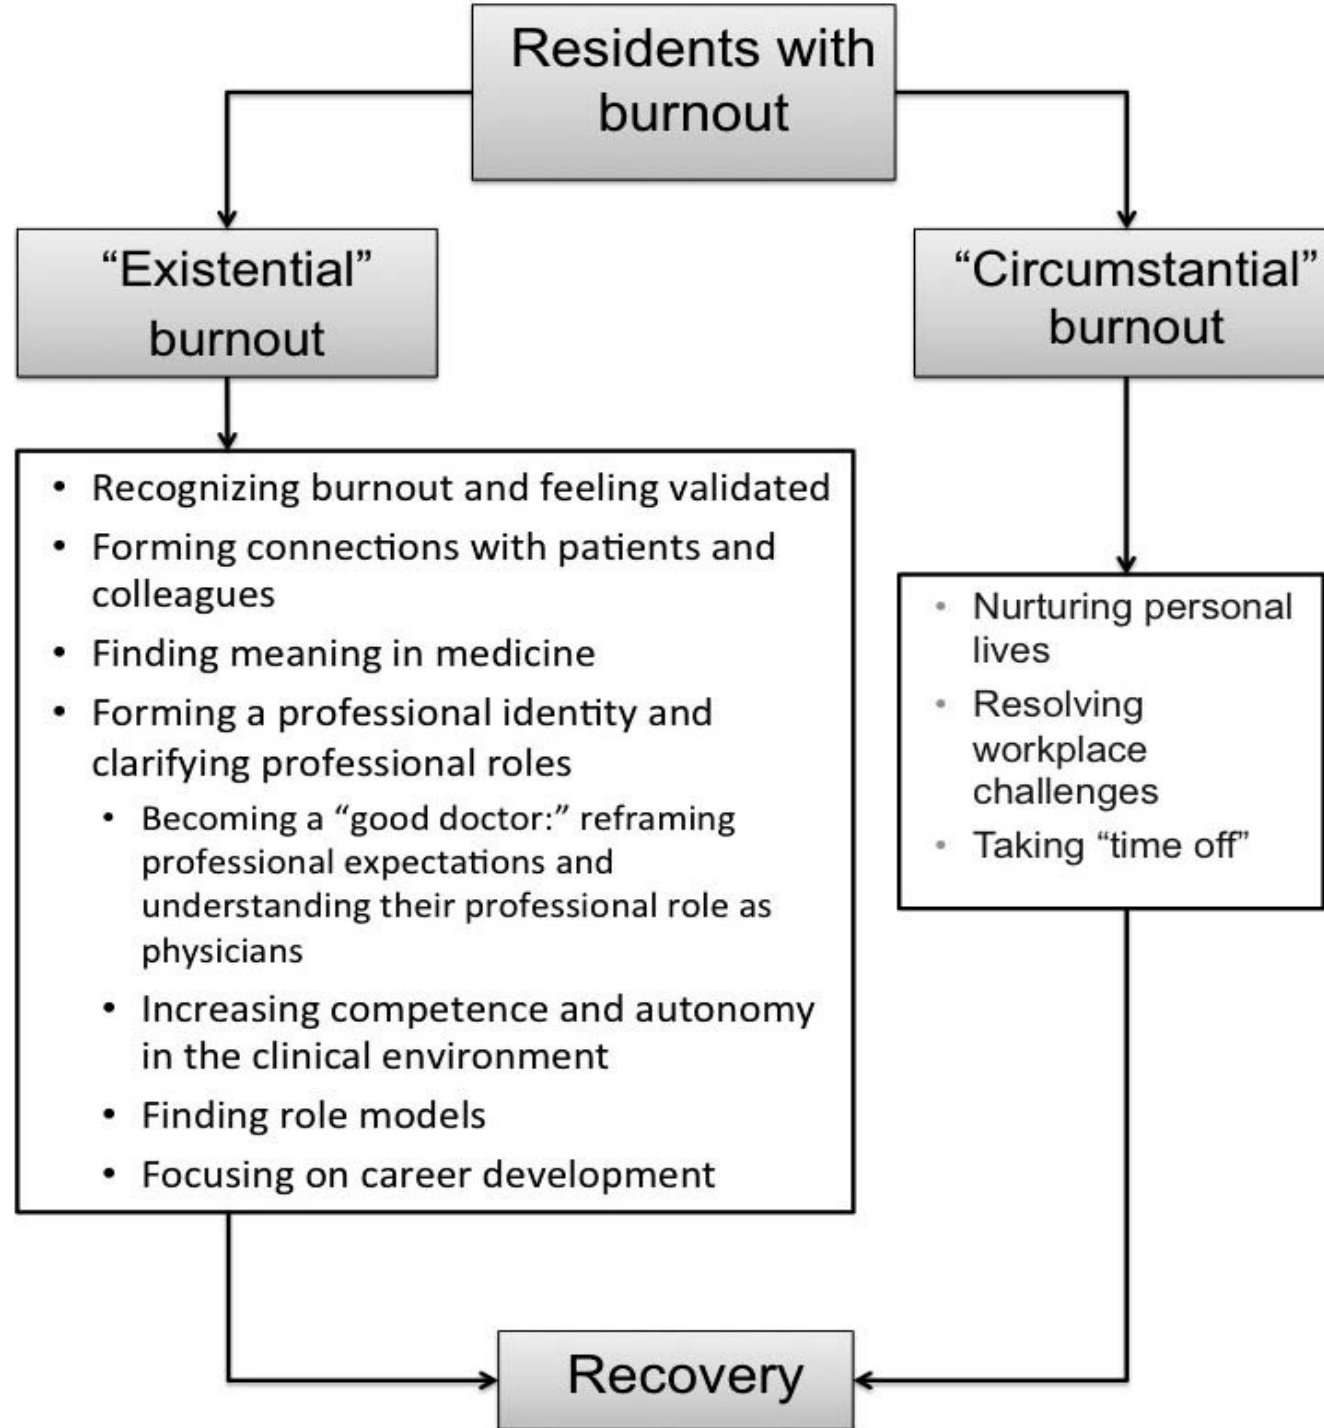 Residents with
burnout
“Existential”
burnout
“Circumstantial”
burnout
• Recognizing burnout and feeling validated
• Forming connections with patients and
colleagues
• Finding meaning in medicine
• Forming a professional identity and
clarifying professional roles
• Becoming a “good doctor:” reframing
professional expectations and
understanding their professional role as
physicians
• Increasing competence and autonomy
in the clinical environment
• Finding role models
• Focusing on career development
• Nurturing personal
lives
• Resolving
workplace
challenges
• Taking “time off”
Recovery